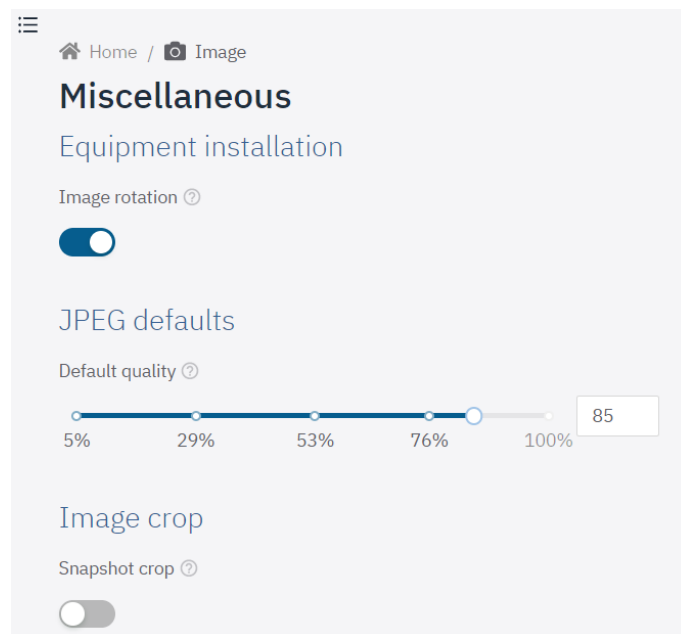 Home / Image
Miscellaneous
Equipment installation
Image rotation ?
JPEG defaults
Default quality ?
85
5% 29% 53% 76% 100%
Image crop
Snapshot crop ?